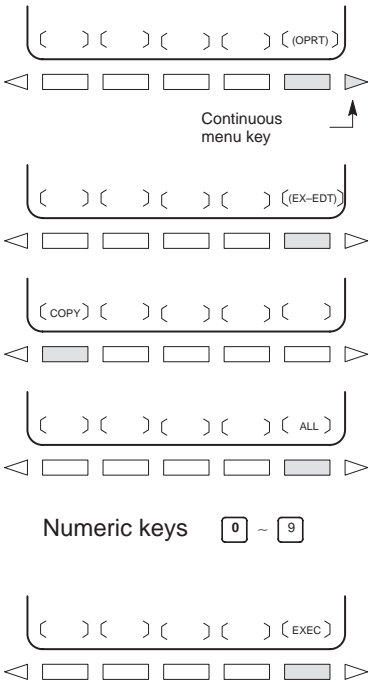 (OPRT)
Continuous
menu key
(EX–EDT)
COPY
ALL
Numeric keys 0 ~ 9
EXEC